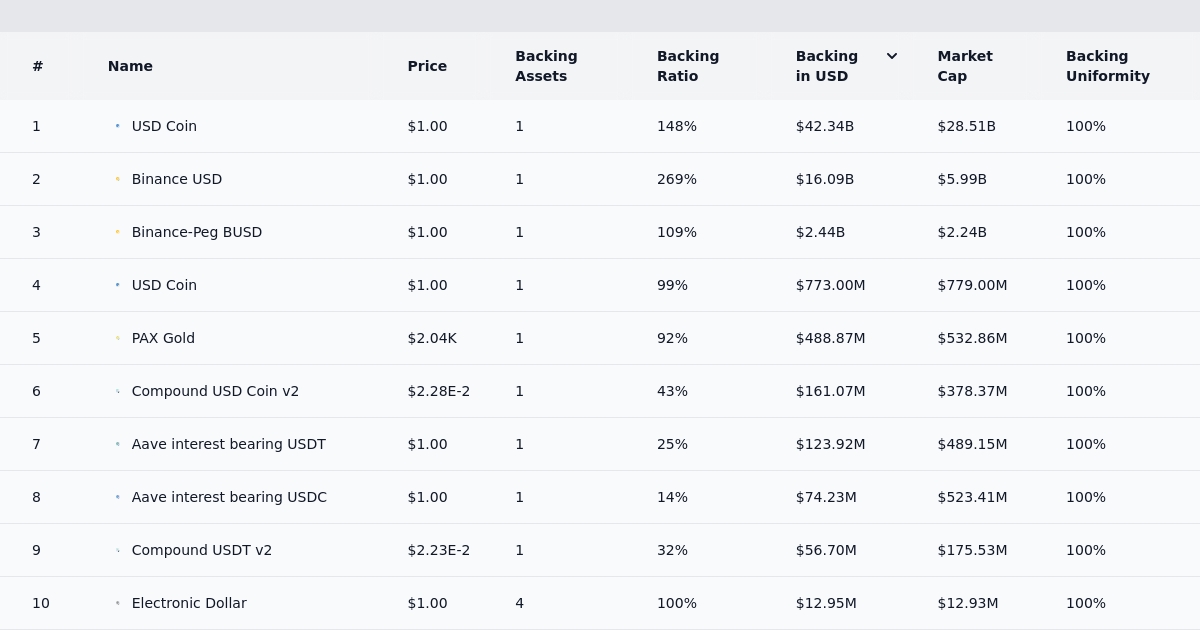 # Name Price Backing Assets Backing Ratio Backing in USD Market Cap Backing Uniformity
1 USD Coin $1.00 1 148% $42.34B $28.51B 100%
2 Binance USD $1.00 1 269% $16.09B $5.99B 100%
3 Binance-Peg BUSD $1.00 1 109% $2.44B $2.24B 100%
4 USD Coin $1.00 1 99% $773.00M $779.00M 100%
5 PAX Gold $2.04K 1 92% $488.87M $532.86M 100%
6 Compound USD Coin v2 $2.28E-2 1 43% $161.07M $378.37M 100%
7 Aave interest bearing USDT $1.00 1 25% $123.92M $489.15M 100%
8 Aave interest bearing USDC $1.00 1 14% $74.23M $523.41M 100%
9 Compound USDT v2 $2.23E-2 1 32% $56.70M $175.53M 100%
10 Electronic Dollar $1.00 4 100% $12.95M $12.93M 100%